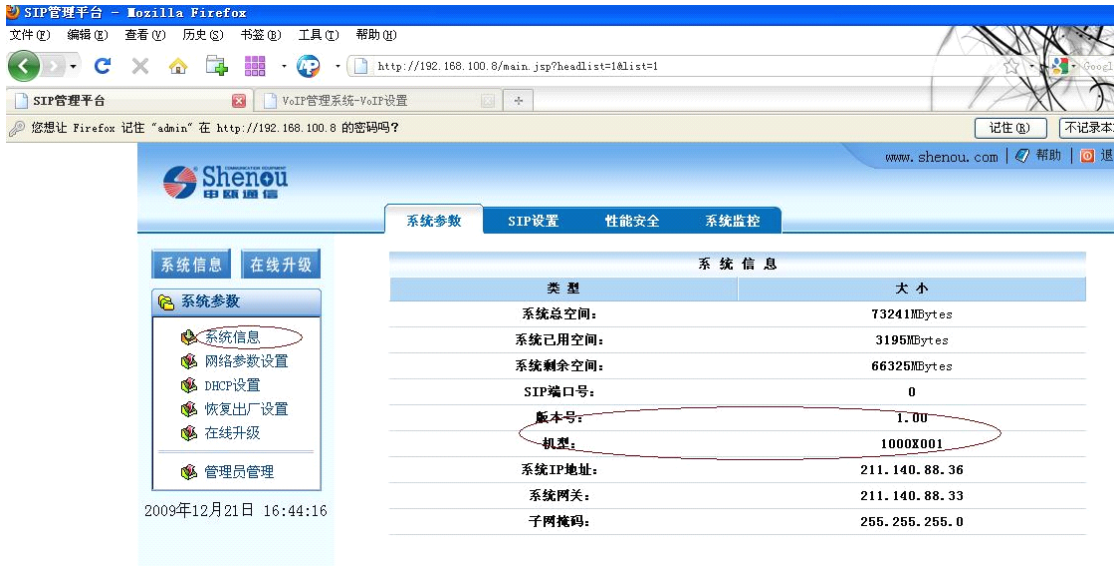 SIP管理平台 - Mozilla Firefox
文件(F) 编辑(E) 查看(V) 历史(S) 书签(B) 工具(T) 帮助(H)
http://192.168.100.8/main.jsp?headlist=1&list=1 Googl
SIP管理平台 VoIP管理系统-VoIP设置
您想让 Firefox 记住 "admin" 在 http://192.168.100.8 的密码吗? 记住(R) 不记录本
www.shenou.com | 帮助 | 退
COMMUNICATION EQUIPMENT
Shenou
申瓯通信
系统参数 SIP设置 性能安全 系统监控
系统信息 在线升级
系统参数
系统信息
网络参数设置
DHCP设置
恢复出厂设置
在线升级
管理员管理
2009年12月21日 16:44:16
系 统 信 息
类 型 大 小
系统总空间: 73241MBytes
系统已用空间: 3195MBytes
系统剩余空间: 66325MBytes
SIP端口号: 0
版本号: 1.00
机型: 1000X001
系统IP地址: 211.140.88.36
系统网关: 211.140.88.33
子网掩码: 255.255.255.0